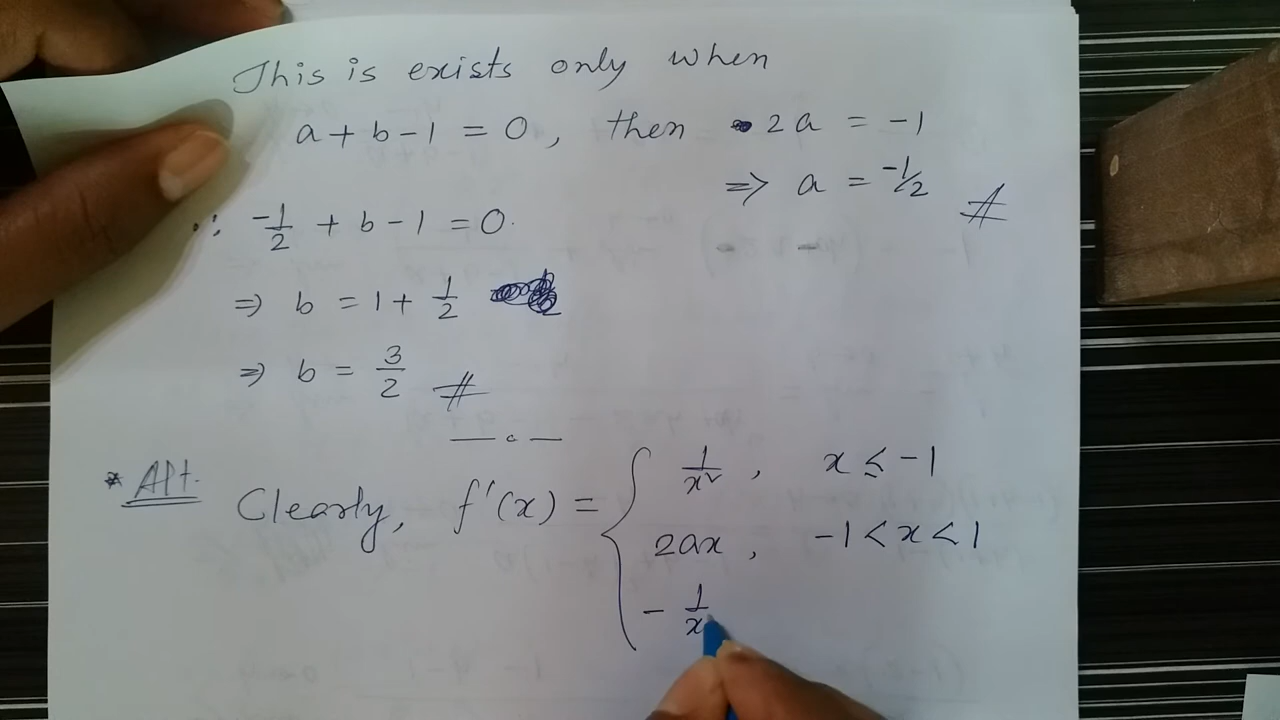 This is exists only when
a + b - 1 = 0 , then 2a = -1
=> a = -1/2 #
∴ -1/2 + b - 1 = 0.
=> b = 1 + 1/2
=> b = 3/2 #
* Alt.
Clearly, f'(x) = { 1/x² , x ≤ -1
2ax , -1 < x < 1
- 1/x